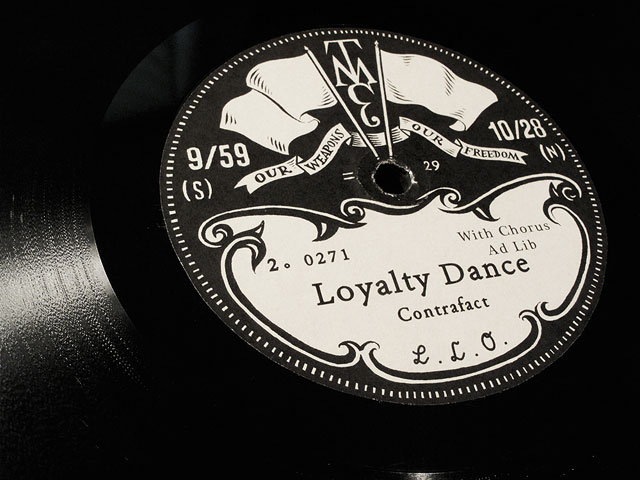 TMC
OUR WEAPONS OUR FREEDOM
9/59
(S)
10/28
(N)
= 29
2. 0271
With Chorus
Ad Lib
Loyalty Dance
Contrafact
L.L.O.